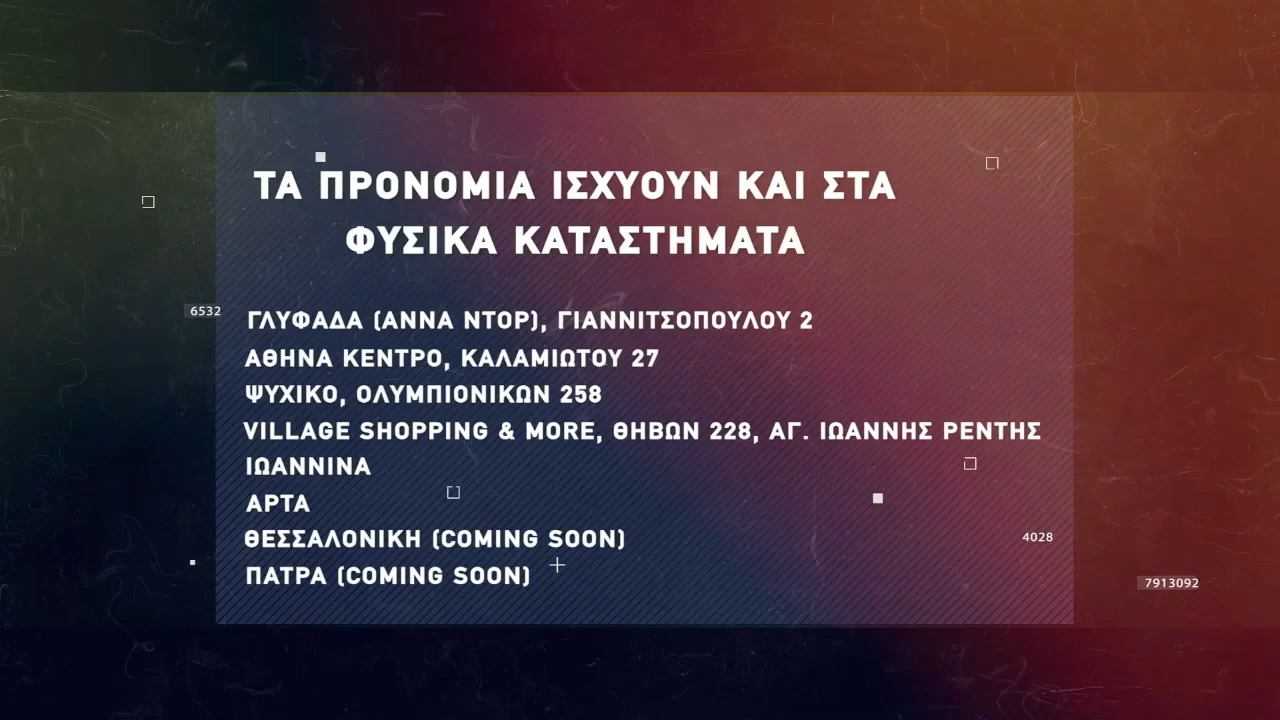 ΤΑ ΠΡΟΝΟΜΙΑ ΙΣΧΥΟΥΝ ΚΑΙ ΣΤΑ
ΦΥΣΙΚΑ ΚΑΤΑΣΤΗΜΑΤΑ
6532
ΓΛΥΦΑΔΑ (ΑΝΝΑ ΝΤΟΡ), ΓΙΑΝΝΙΤΣΟΠΟΥΛΟΥ 2
ΑΘΗΝΑ ΚΕΝΤΡΟ, ΚΑΛΑΜΙΩΤΟΥ 27
ΨΥΧΙΚΟ, ΟΛΥΜΠΙΟΝΙΚΩΝ 258
VILLAGE SHOPPING & MORE, ΘΗΒΩΝ 228, ΑΓ. ΙΩΑΝΝΗΣ ΡΕΝΤΗΣ
ΙΩΑΝΝΙΝΑ
ΑΡΤΑ
ΘΕΣΣΑΛΟΝΙΚΗ (COMING SOON)
4028
ΠΑΤΡΑ (COMING SOON)
7913092